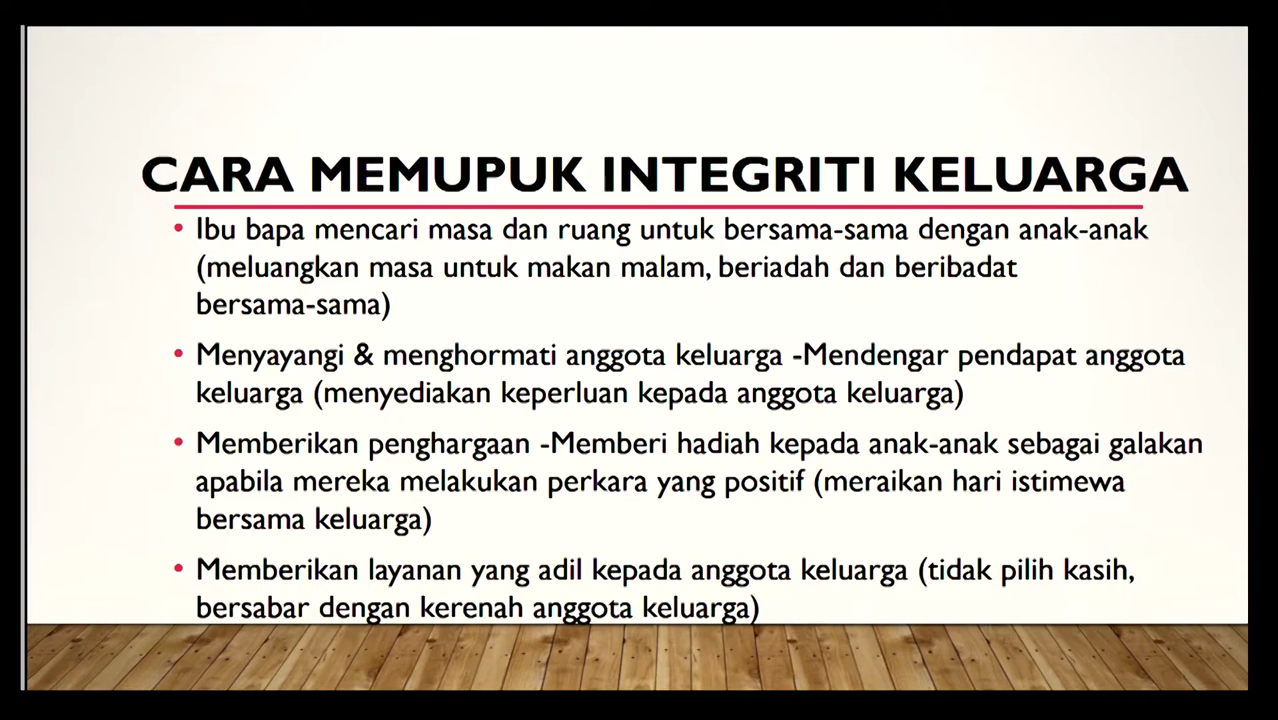 CARA MEMUPUK INTEGRITI KELUARGA
• Ibu bapa mencari masa dan ruang untuk bersama-sama dengan anak-anak
(meluangkan masa untuk makan malam, beriadah dan beribadat
bersama-sama)
• Menyayangi & menghormati anggota keluarga -Mendengar pendapat anggota
keluarga (menyediakan keperluan kepada anggota keluarga)
• Memberikan penghargaan -Memberi hadiah kepada anak-anak sebagai galakan
apabila mereka melakukan perkara yang positif (meraikan hari istimewa
bersama keluarga)
• Memberikan layanan yang adil kepada anggota keluarga (tidak pilih kasih,
bersabar dengan kerenah anggota keluarga)